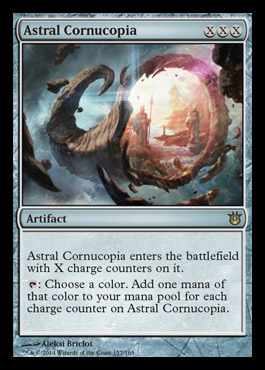 Astral Cornucopia XXX
Artifact
Astral Cornucopia enters the battlefield
with X charge counters on it.
: Choose a color. Add one mana of
that color to your mana pool for each
charge counter on Astral Cornucopia.
Aleksi Briclot
™ & © 2014 Wizards of the Coast 157/165